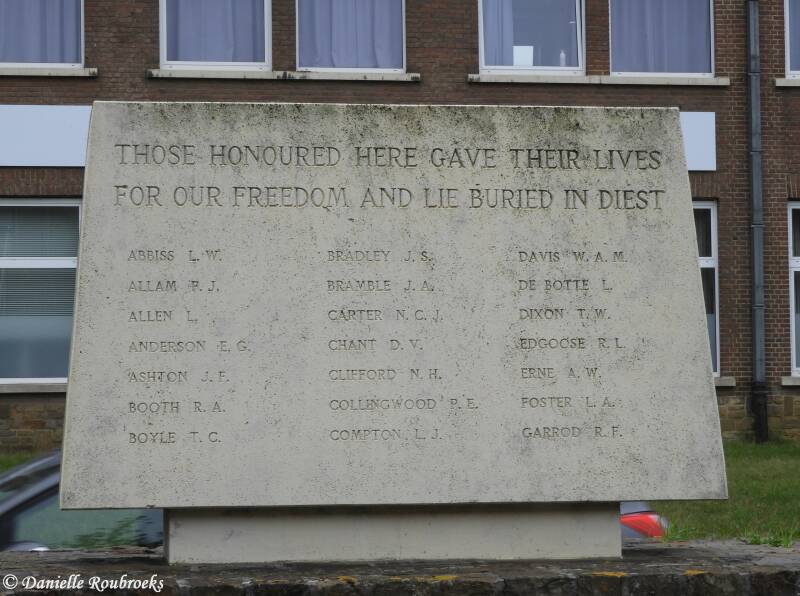 THOSE HONOURED HERE GAVE THEIR LIVES
FOR OUR FREEDOM AND LIE BURIED IN DIEST
ABBISS L. W.
ALLAM F. J.
ALLEN L.
ANDERSON E. G.
ASHTON J. F.
BOOTH R. A.
BOYLE T. C.
BRADLEY J. S.
BRAMBLE J. A.
CARTER N. C. J.
CHANT D. V.
CLIFFORD N. H.
COLLINGWOOD P. E.
COMPTON L. J.
DAVIS W. A. M.
DE BOTTE L.
DIXON T. W.
EDGOOSE R. L.
ERNE A. W.
FOSTER L. A.
GARROD R. F.
© Danielle Roubroeks